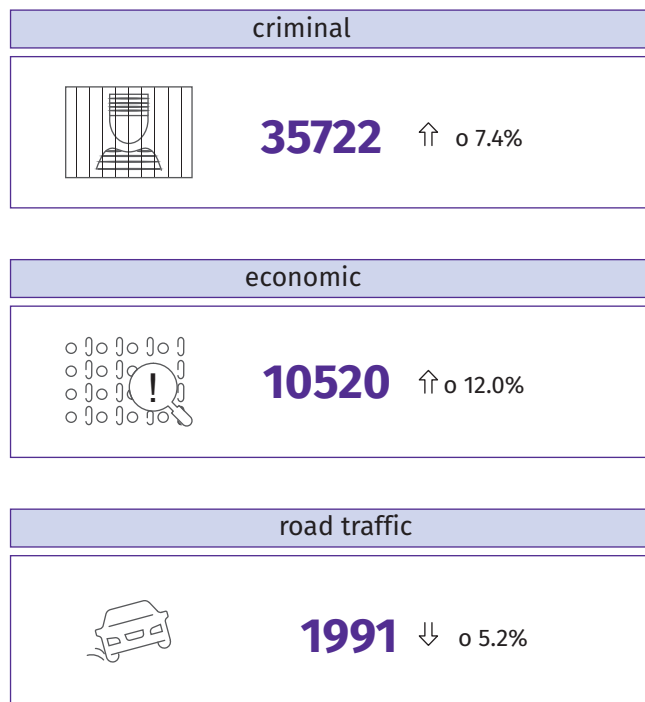 criminal
35722 ⇧ o 7.4%
economic
!
10520 ⇧ o 12.0%
road traffic
1991 ⇩ o 5.2%